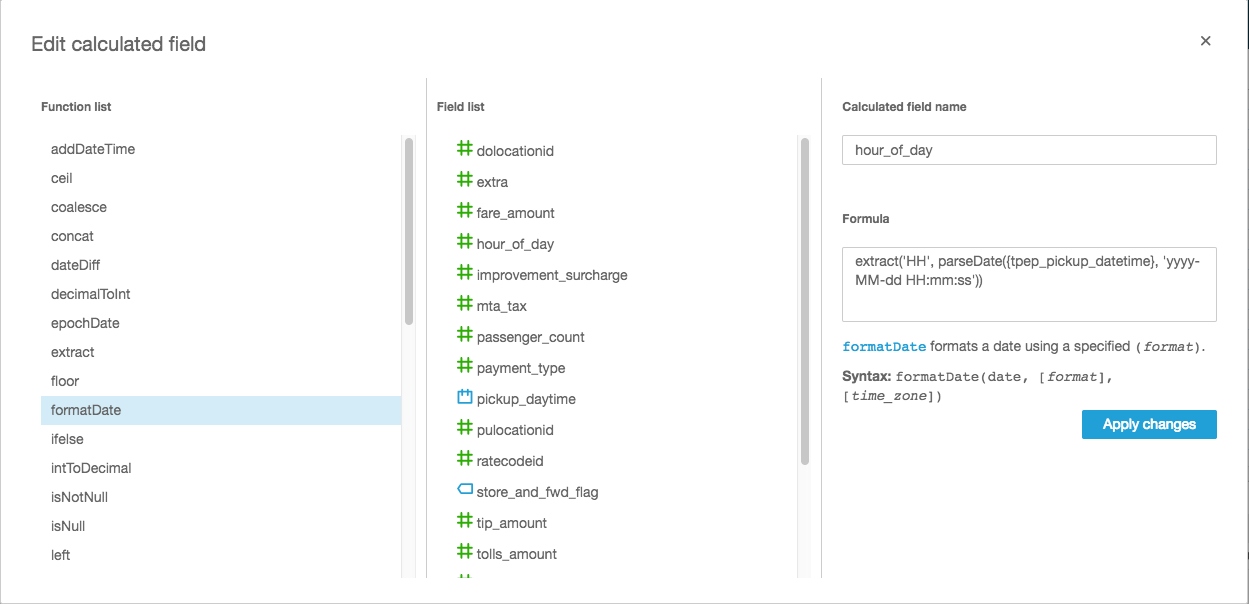 Edit calculated field
×
Function list
addDateTime
ceil
coalesce
concat
dateDiff
decimalToInt
epochDate
extract
floor
formatDate
ifelse
intToDecimal
isNotNull
isNull
left
Field list
dolocationid
extra
fare_amount
hour_of_day
improvement_surcharge
mta_tax
passenger_count
payment_type
pickup_daytime
pulocationid
ratecodeid
store_and_fwd_flag
tip_amount
tolls_amount
Calculated field name
hour_of_day
Formula
extract('HH', parseDate({tpep_pickup_datetime}, 'yyyy-
MM-dd HH:mm:ss'))
formatDate formats a date using a specified (format).
Syntax: formatDate(date, [format],
[time_zone])
Apply changes